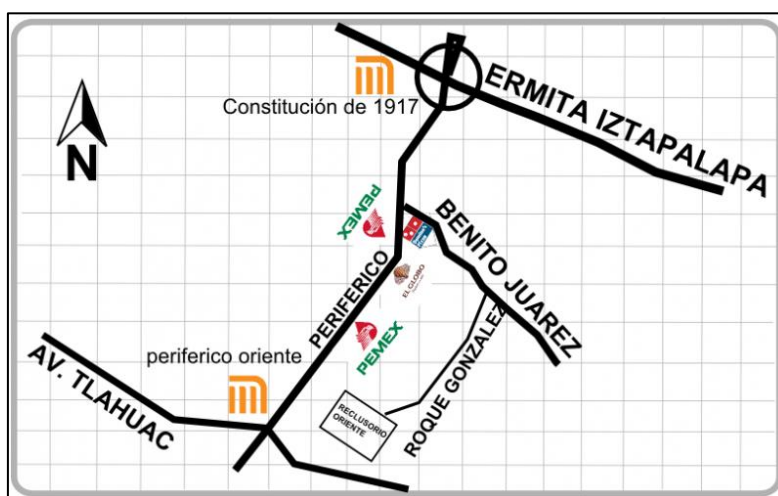 ERMITA IZTAPALAPA
Constitución de 1917
N
PEMEX
BENITO JUAREZ
EL GLOBO
PERIFERICO
PEMEX
periferico oriente
ROQUE GONZALEZ
AV. TLAHUAC
RECLUSORIO
ORIENTE